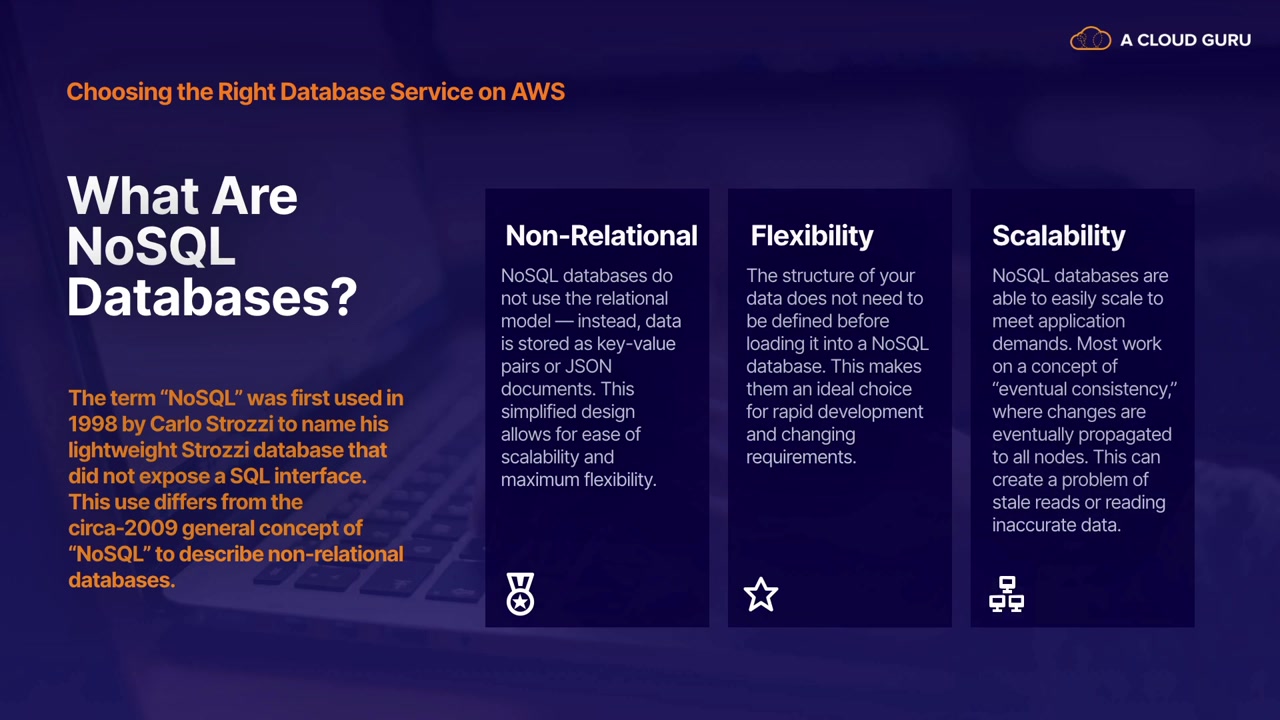 A CLOUD GURU
Choosing the Right Database Service on AWS
What Are
NoSQL
Databases?
The term “NoSQL” was first used in
1998 by Carlo Strozzi to name his
lightweight Strozzi database that
did not expose a SQL interface.
This use differs from the
circa-2009 general concept of
“NoSQL” to describe non-relational
databases.
Non-Relational
NoSQL databases do
not use the relational
model — instead, data
is stored as key-value
pairs or JSON
documents. This
simplified design
allows for ease of
scalability and
maximum flexibility.
Flexibility
The structure of your
data does not need to
be defined before
loading it into a NoSQL
database. This makes
them an ideal choice
for rapid development
and changing
requirements.
Scalability
NoSQL databases are
able to easily scale to
meet application
demands. Most work
on a concept of
“eventual consistency,”
where changes are
eventually propagated
to all nodes. This can
create a problem of
stale reads or reading
inaccurate data.